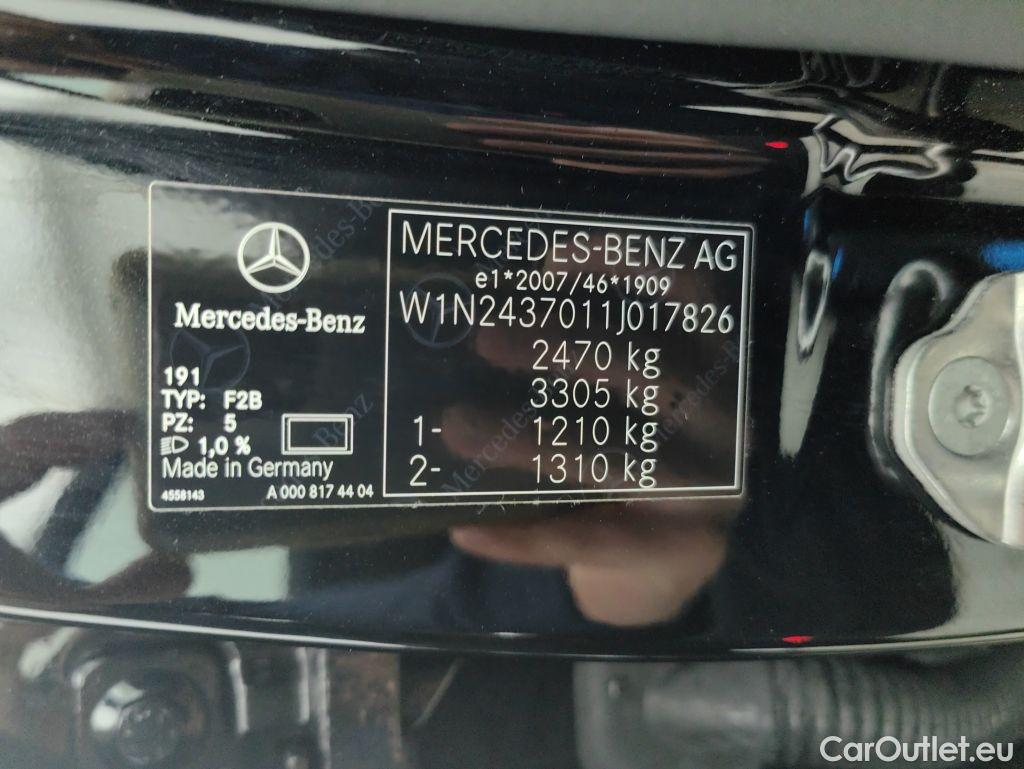 Mercedes-Benz
191
TYP: F2B
PZ: 5
1,0 %
Made in Germany
4558143 A 000 817 44 04
MERCEDES-BENZ AG
e1*2007/46*1909
W1N2437011J017826
2470 kg
3305 kg
1- 1210 kg
2- 1310 kg
CarOutlet.eu